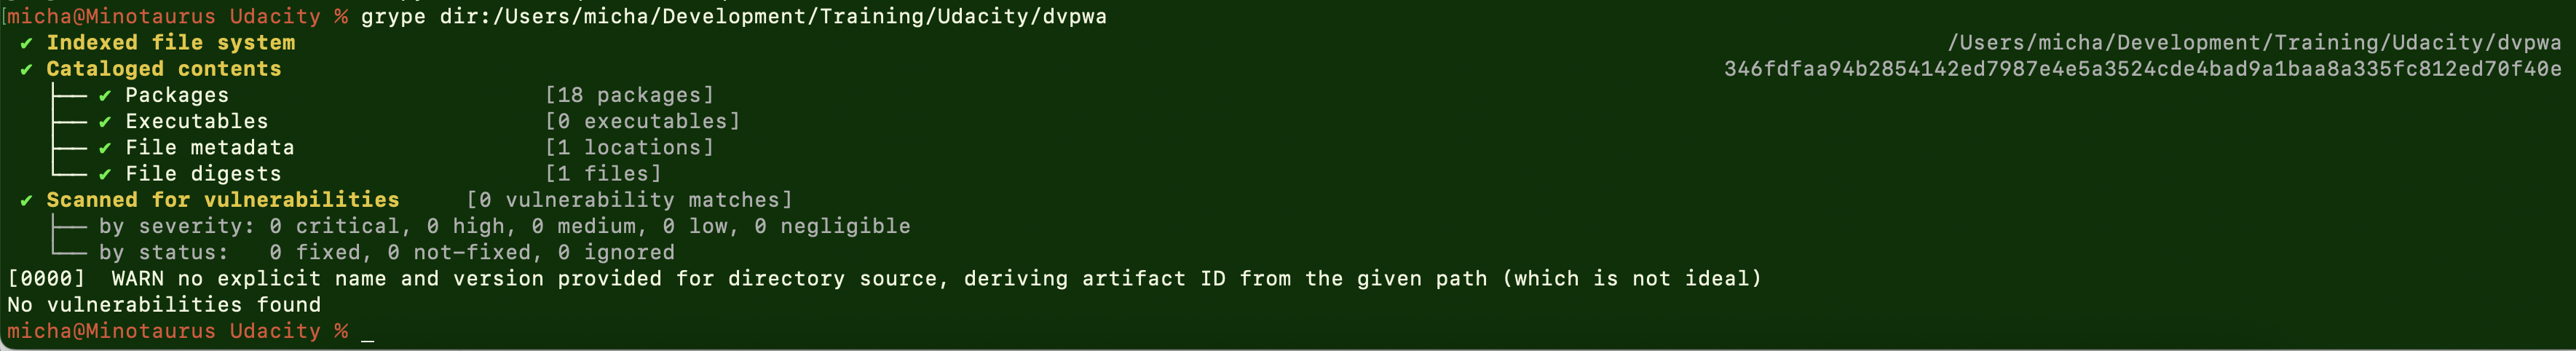 [micha@Minotaurus Udacity % grype dir:/Users/micha/Development/Training/Udacity/dvpwa
✔ Indexed file system /Users/micha/Development/Training/Udacity/dvpwa
✔ Cataloged contents 346fdfaa94b2854142ed7987e4e5a3524cde4bad9a1baa8a335fc812ed70f40e
├── ✔ Packages [18 packages]
├── ✔ Executables [0 executables]
├── ✔ File metadata [1 locations]
└── ✔ File digests [1 files]
✔ Scanned for vulnerabilities [0 vulnerability matches]
├── by severity: 0 critical, 0 high, 0 medium, 0 low, 0 negligible
└── by status: 0 fixed, 0 not-fixed, 0 ignored
[0000] WARN no explicit name and version provided for directory source, deriving artifact ID from the given path (which is not ideal)
No vulnerabilities found
micha@Minotaurus Udacity % _